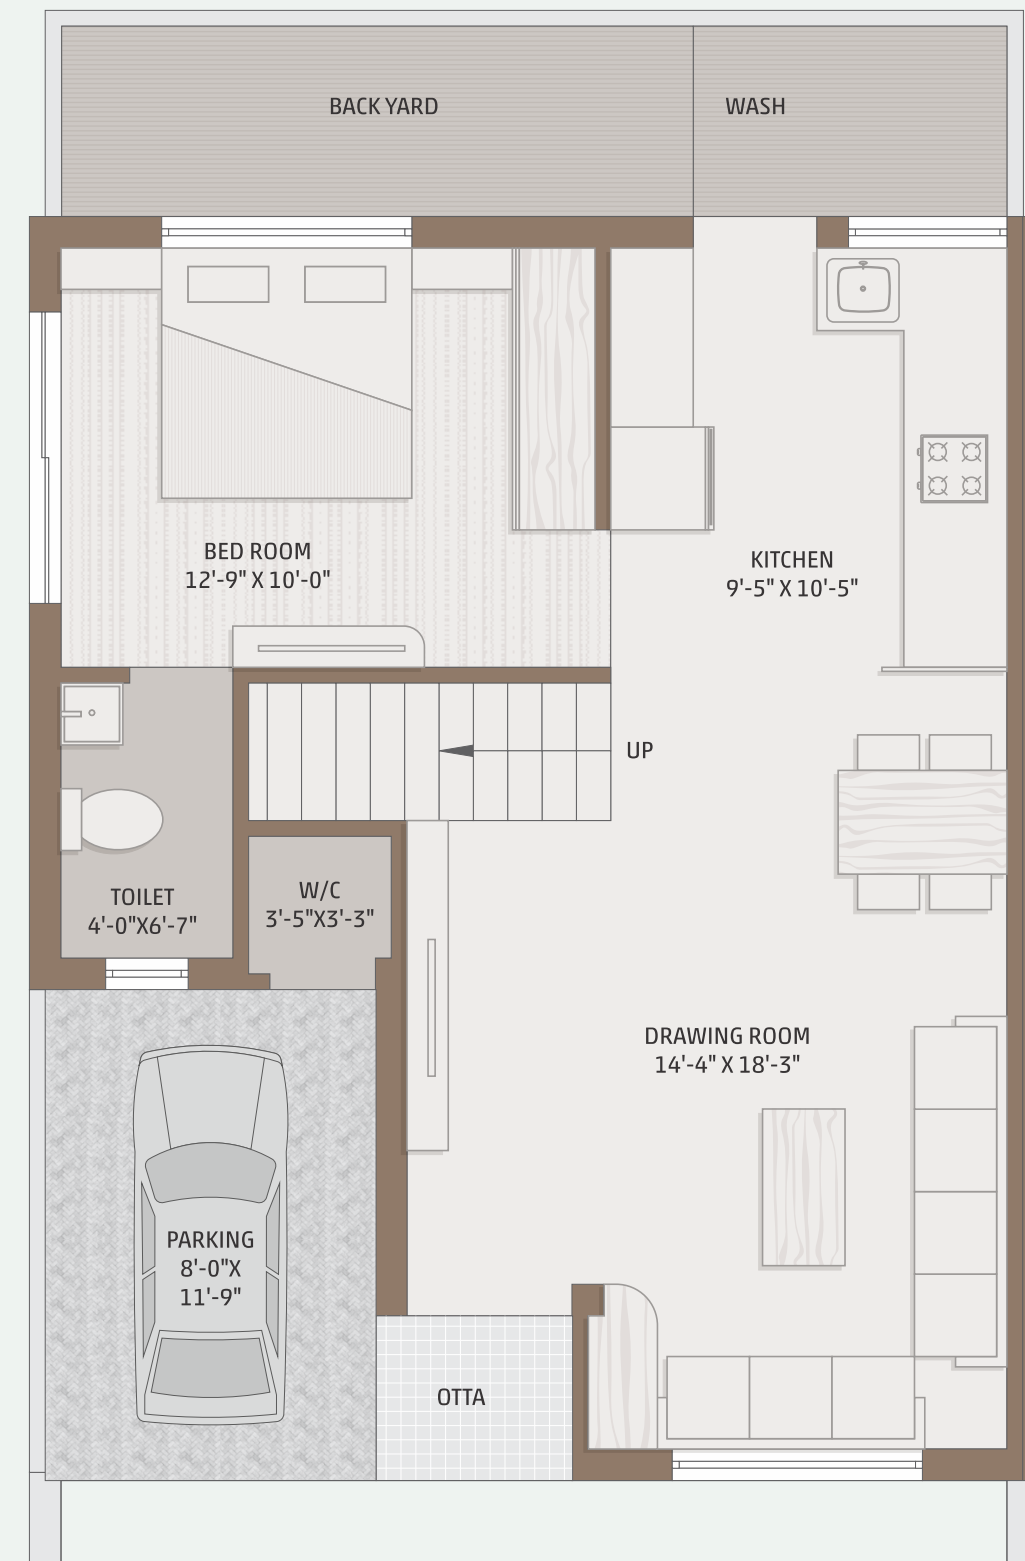 BACK YARD
WASH
BED ROOM
12'-9" X 10'-0"
KITCHEN
9'-5" X 10'-5"
UP
TOILET
4'-0"X6'-7"
W/C
3'-5"X3'-3"
DRAWING ROOM
14'-4" X 18'-3"
PARKING
8'-0"X
11'-9"
OTTA